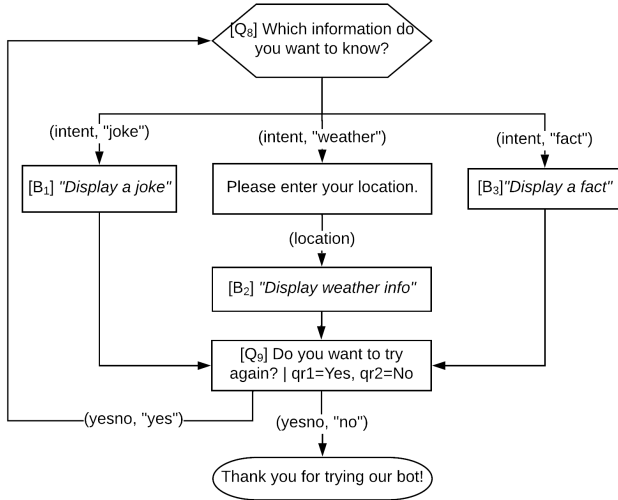 [Q₈] Which information do
you want to know?
(intent, "joke")
(intent, "weather")
(intent, "fact")
[B₁] "Display a joke"
Please enter your location.
[B₃]"Display a fact"
(location)
[B₂] "Display weather info"
[Q₉] Do you want to try
again? | qr1=Yes, qr2=No
(yesno, "yes")
(yesno, "no")
Thank you for trying our bot!